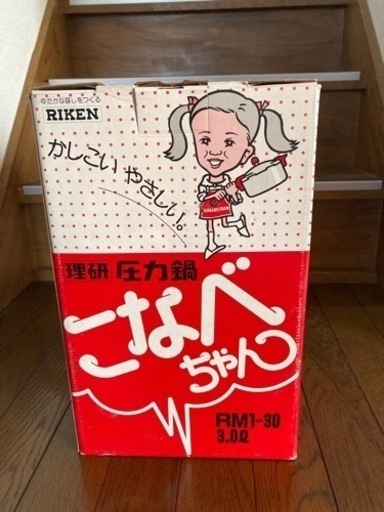 ゆたかな暮しをつくる
RIKEN
かしこい やさしい。
理研 圧力鍋
こなべ
ちゃん
RM1-30
3.0ℓ